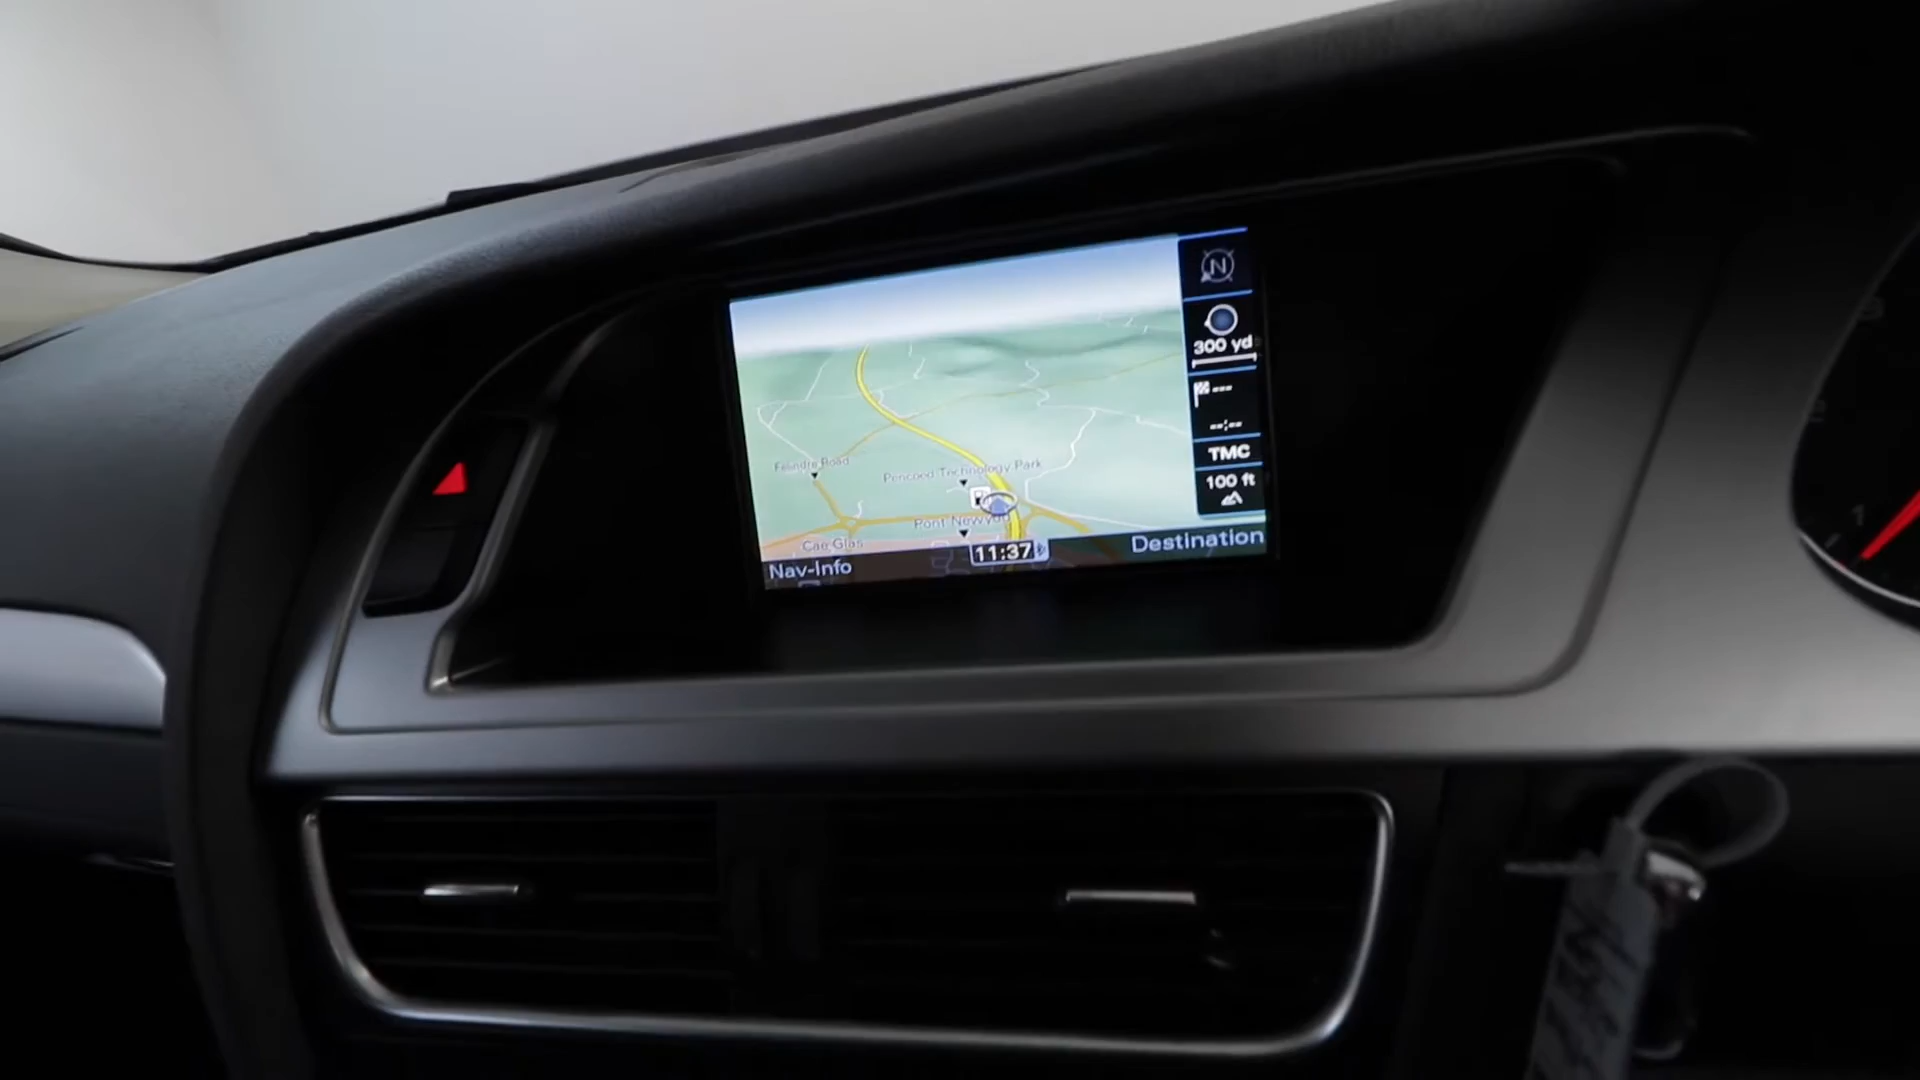 N
300 yd
---
--:--
TMC
100 ft
Felindre Road
Pencoed Technology Park
Pont Newydd
Cae Glas
11:37
Destination
Nav-Info